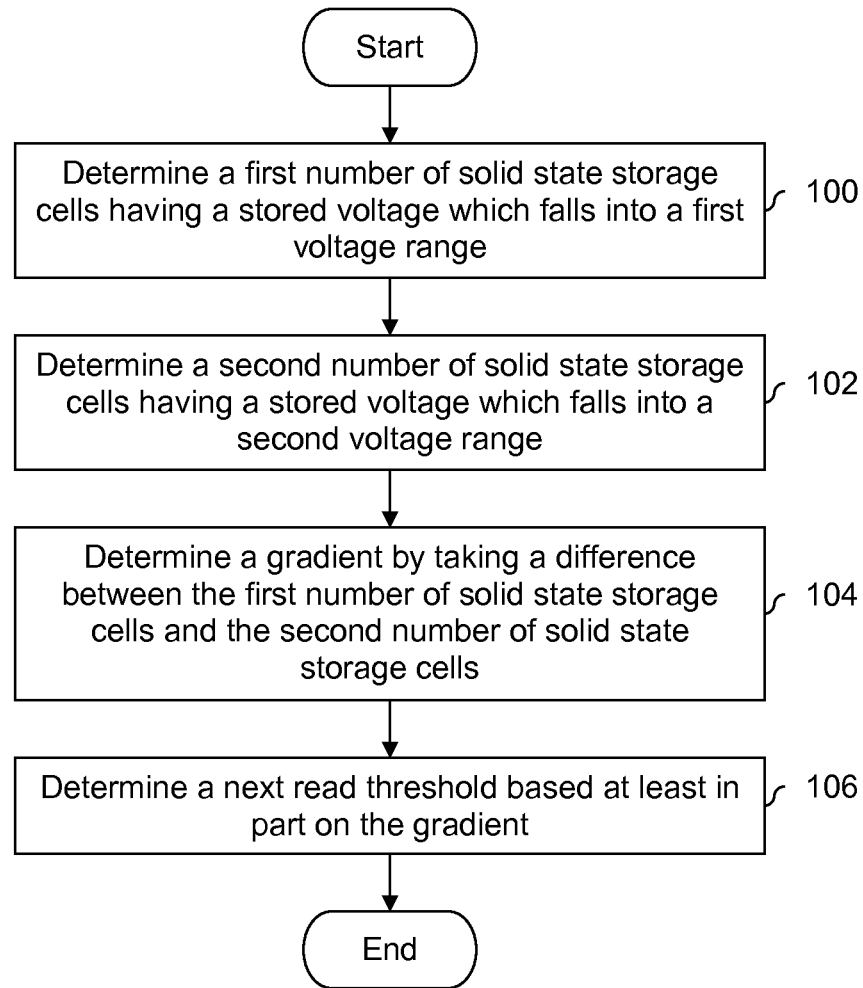 Start
Determine a first number of solid state storage
cells having a stored voltage which falls into a first
voltage range
100
Determine a second number of solid state storage
cells having a stored voltage which falls into a
second voltage range
102
Determine a gradient by taking a difference
between the first number of solid state storage
cells and the second number of solid state
storage cells
104
Determine a next read threshold based at least in
part on the gradient
106
End